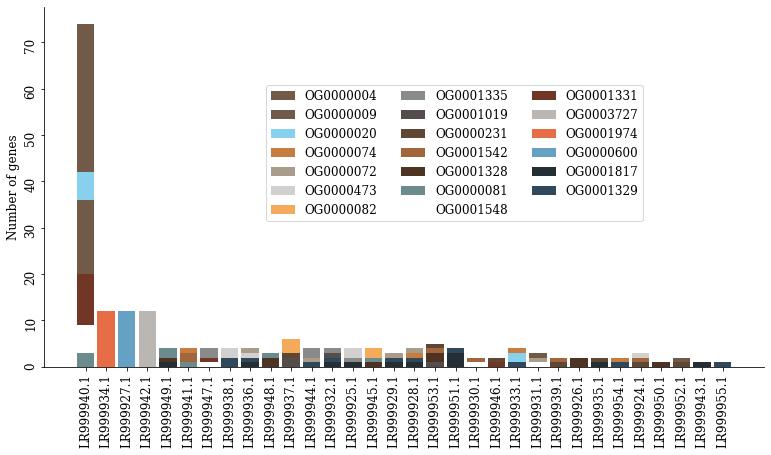 Number of genes
70
60
50
40
30
20
10
0
OG0000004
OG0000009
OG0000020
OG0000074
OG0000072
OG0000473
OG0000082
OG0001335
OG0001019
OG0000231
OG0001542
OG0001328
OG0000081
OG0001548
OG0001331
OG0003727
OG0001974
OG0000600
OG0001817
OG0001329
LR999940.1
LR999934.1
LR999927.1
LR999942.1
LR999949.1
LR999941.1
LR999947.1
LR999938.1
LR999936.1
LR999948.1
LR999937.1
LR999944.1
LR999932.1
LR999925.1
LR999945.1
LR999929.1
LR999928.1
LR999953.1
LR999951.1
LR999930.1
LR999946.1
LR999933.1
LR999931.1
LR999939.1
LR999926.1
LR999935.1
LR999954.1
LR999924.1
LR999950.1
LR999952.1
LR999943.1
LR999955.1